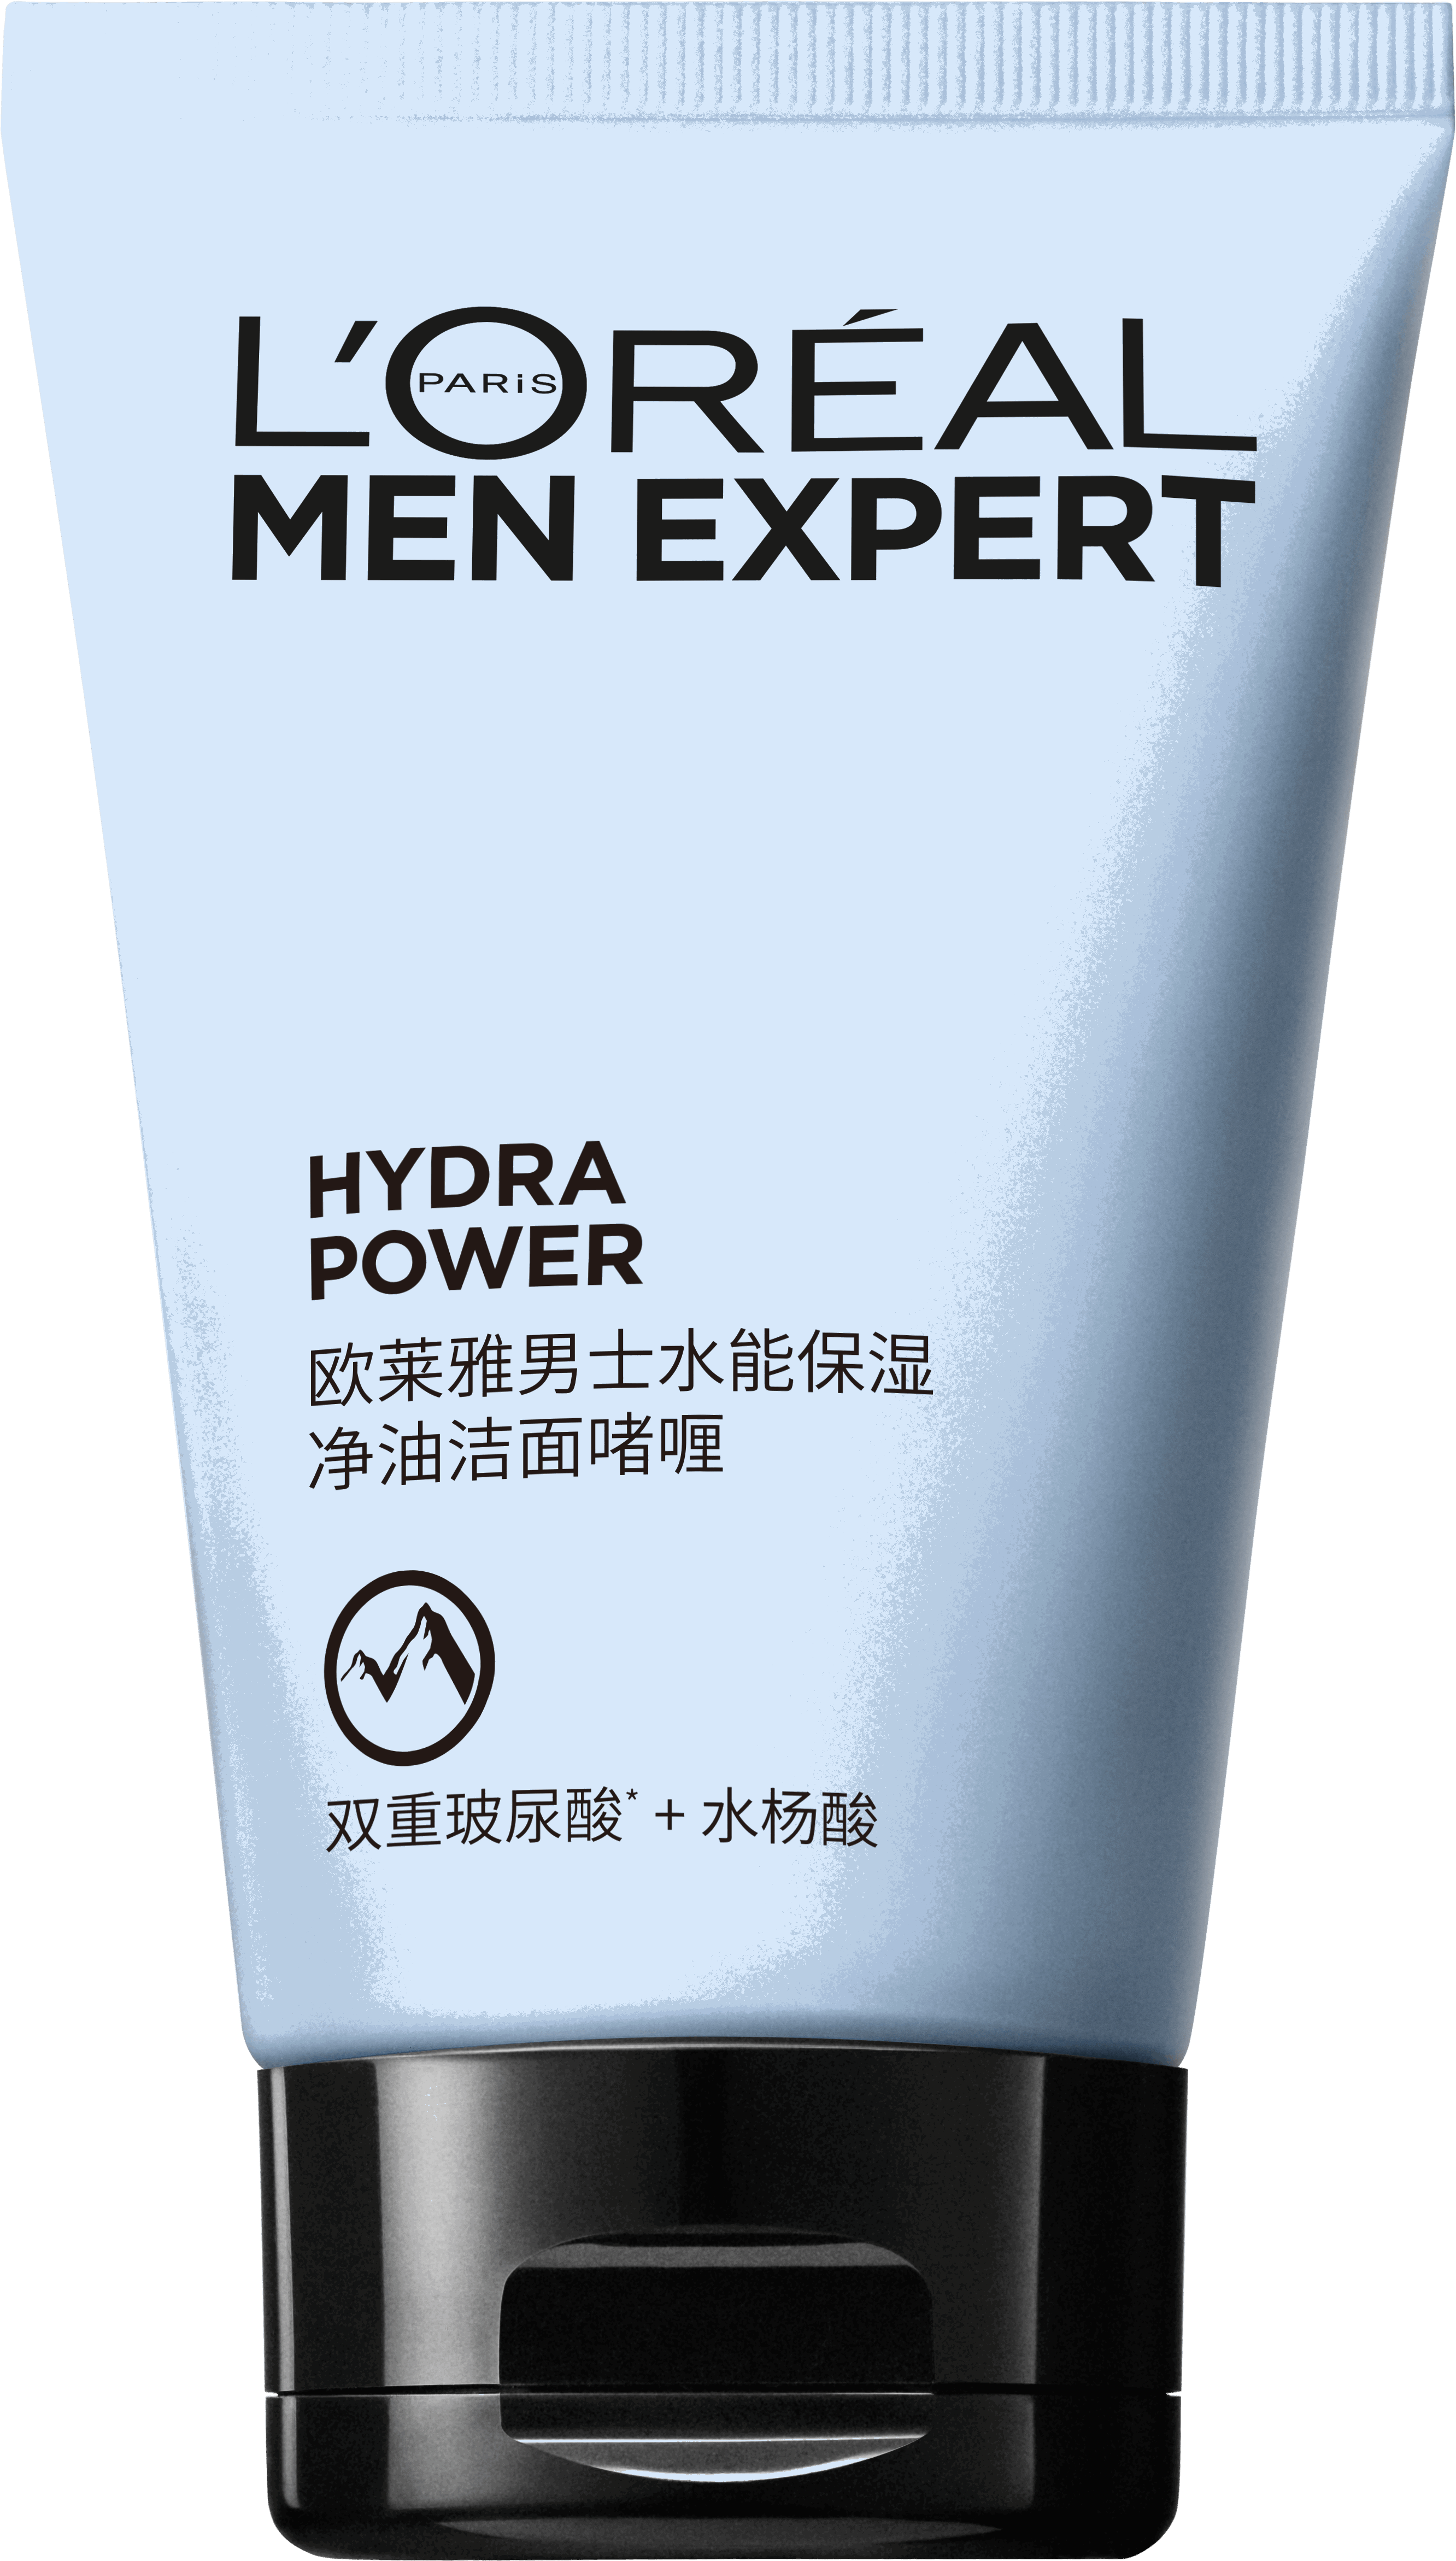 L'ORÉAL
PARiS
MEN EXPERT
HYDRA
POWER
欧莱雅男士水能保湿
净油洁面啫喱
双重玻尿酸* + 水杨酸